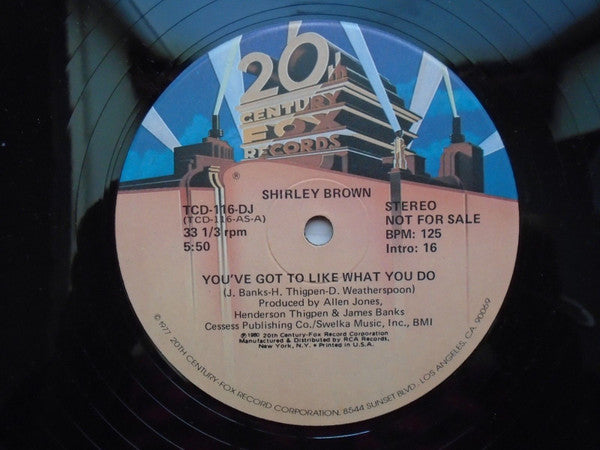 20th
CENTURY
FOX
RECORDS
®
SHIRLEY BROWN
TCD-116-DJ
(TCD-116-AS-A)
33 1/3 rpm
5:50
STEREO
NOT FOR SALE
BPM: 125
Intro: 16
YOU'VE GOT TO LIKE WHAT YOU DO
(J. Banks-H. Thigpen-D. Weatherspoon)
Produced by Allen Jones,
Henderson Thigpen & James Banks
Cessess Publishing Co./Swelka Music, Inc., BMI
℗ 1980 20th Century-Fox Record Corporation
Manufactured & Distributed by RCA Records.
New York, N.Y. • Printed in U.S.A.
© 1977 20TH CENTURY-FOX RECORD CORPORATION, 8544 SUNSET BLVD., LOS ANGELES, CA. 90069